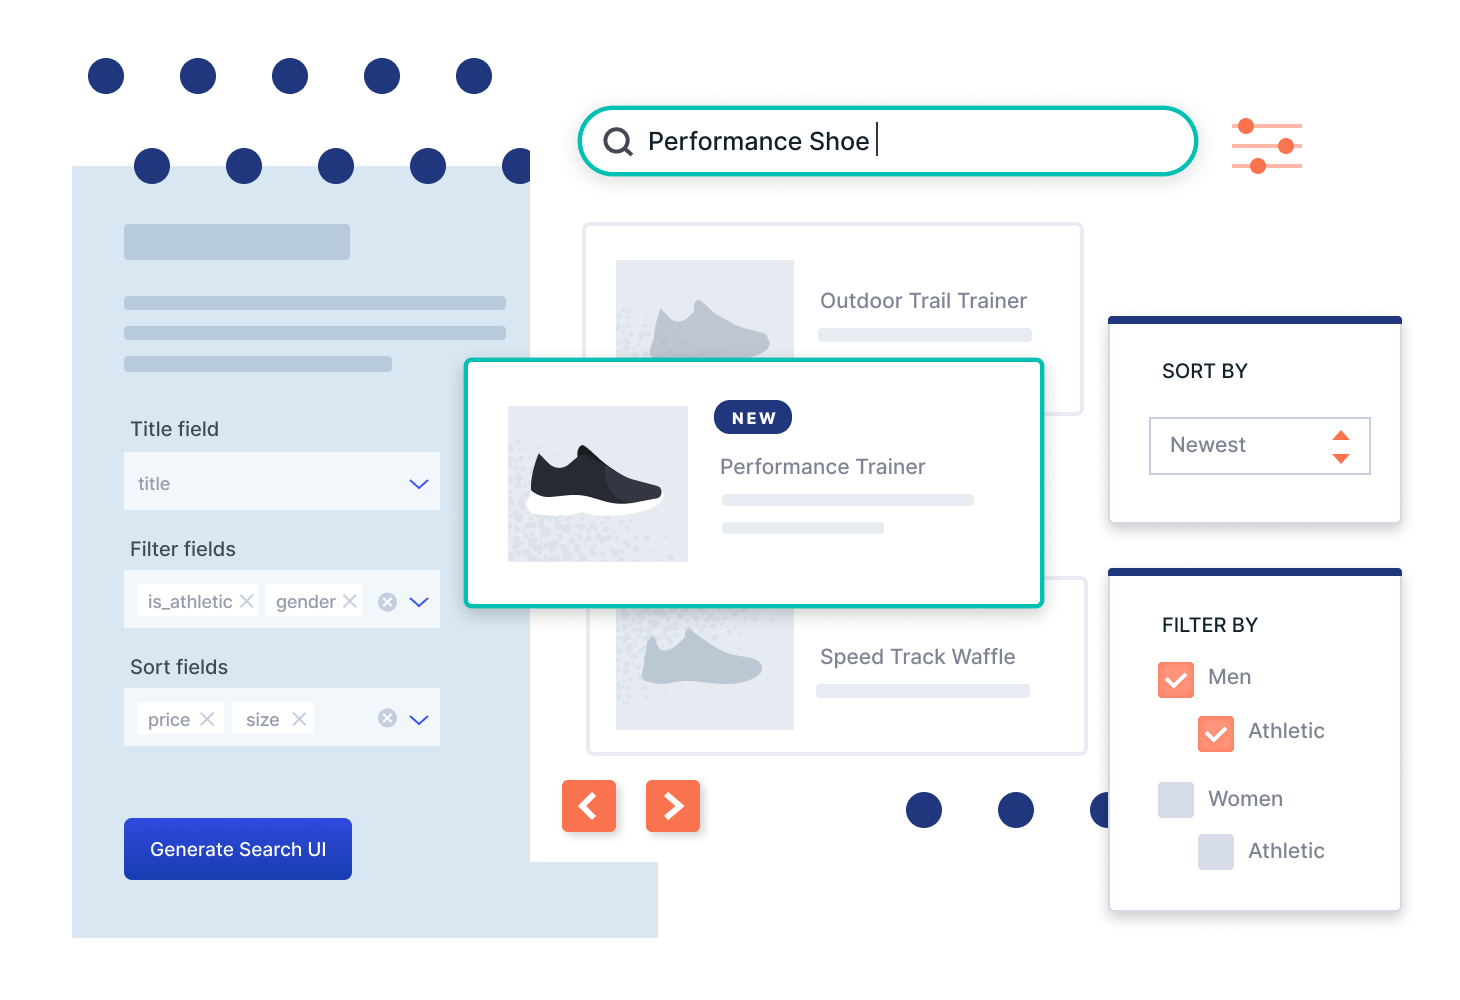 Performance Shoe
Title field
title
Filter fields
is_athletic
gender
Sort fields
price
size
Generate Search UI
Outdoor Trail Trainer
NEW
Performance Trainer
Speed Track Waffle
SORT BY
Newest
FILTER BY
Men
Athletic
Women
Athletic